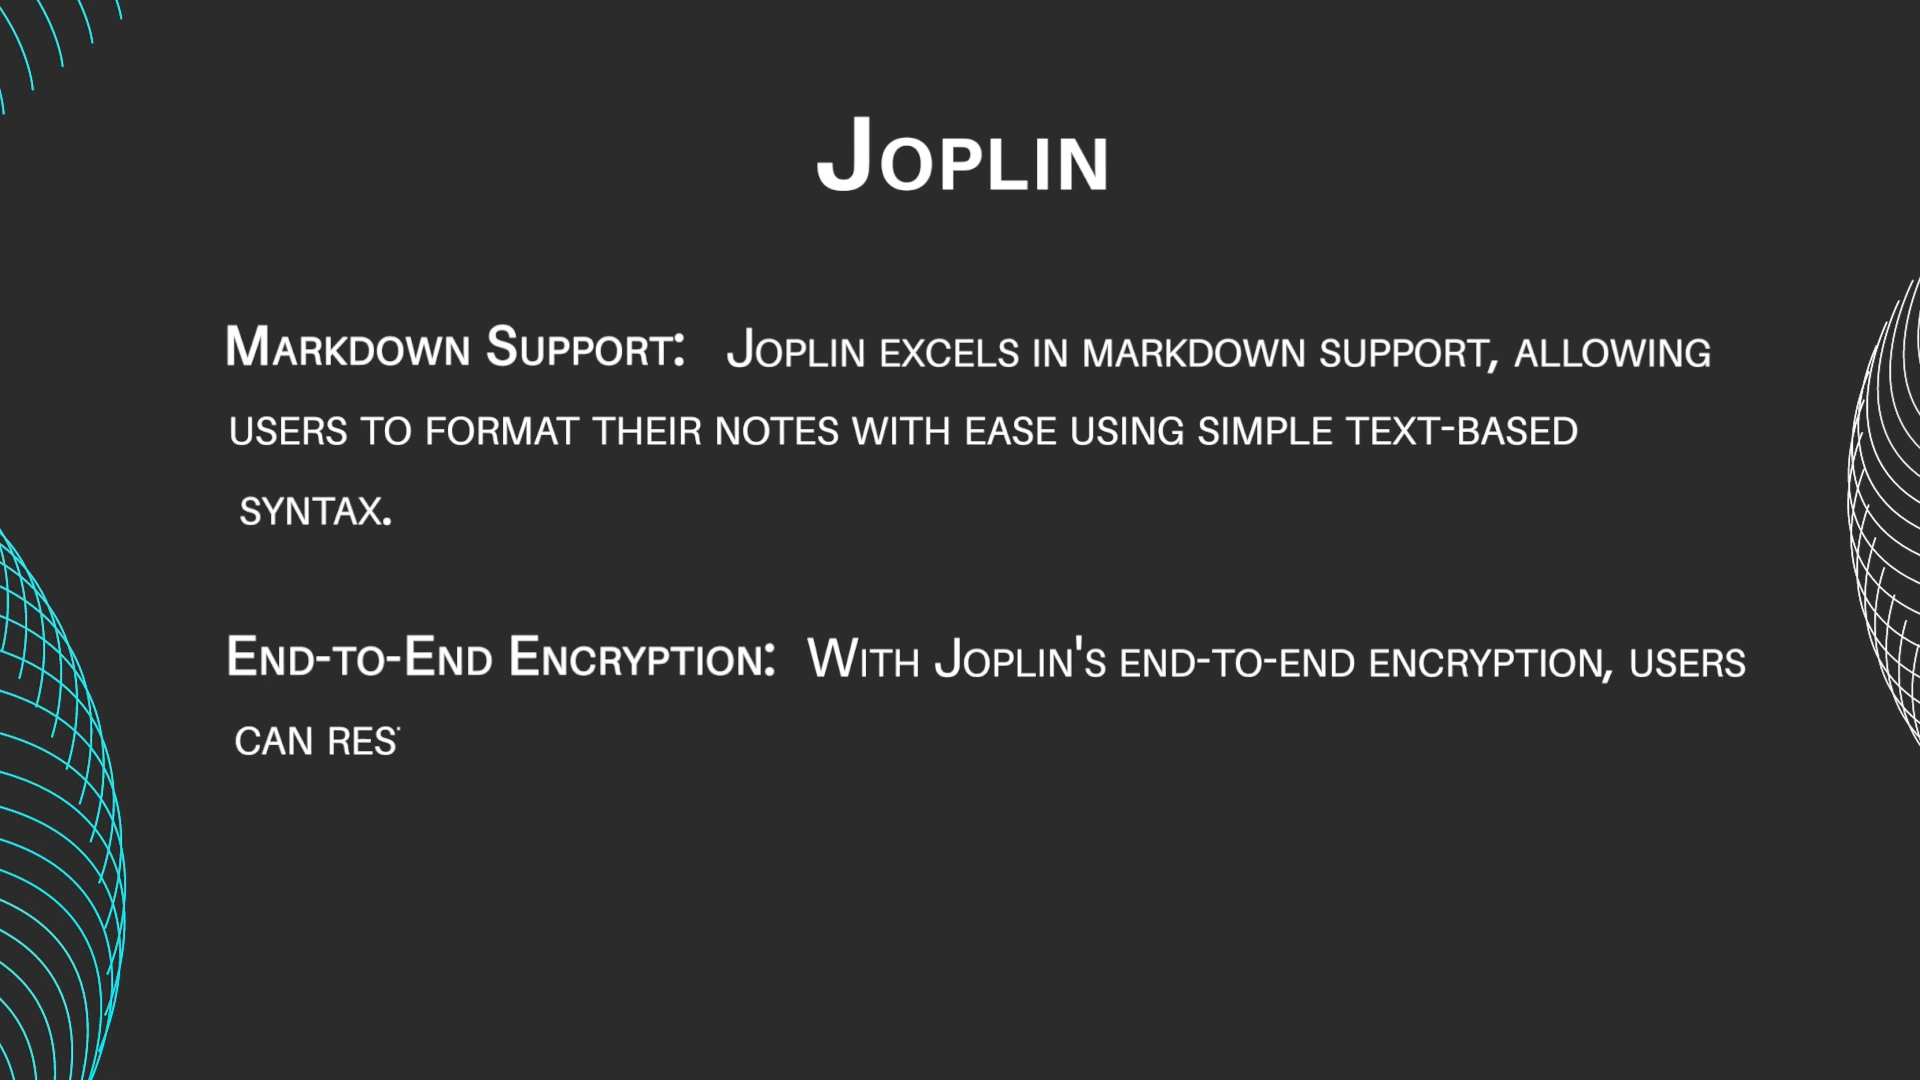 Joplin
Markdown Support: Joplin excels in markdown support, allowing
users to format their notes with ease using simple text-based
syntax.
End-to-End Encryption: With Joplin's end-to-end encryption, users
can res